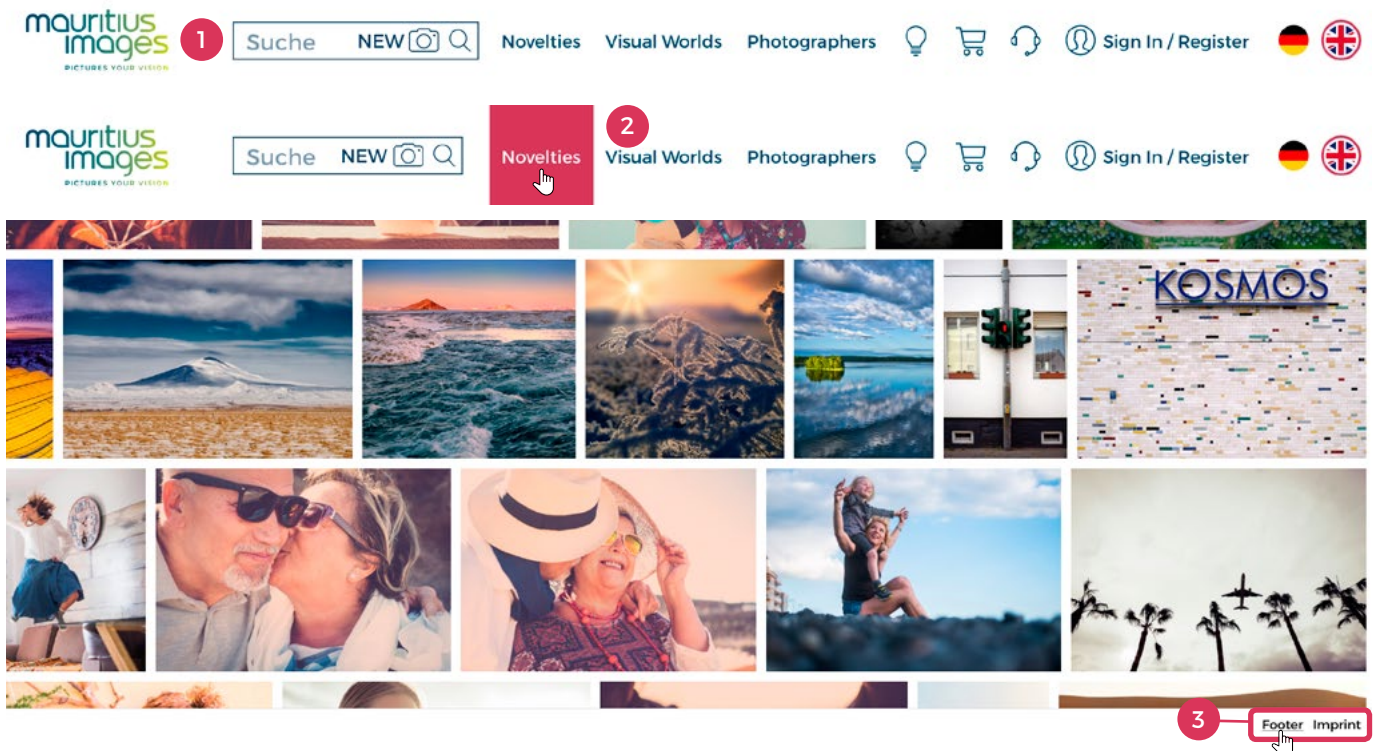 mauritius
images
PICTURES YOUR VISION
1
Suche NEW
Novelties Visual Worlds Photographers
Sign In / Register
mauritius
images
PICTURES YOUR VISION
2
Suche NEW
Novelties Visual Worlds Photographers
Sign In / Register
KOSMOS
3
Footer Imprint